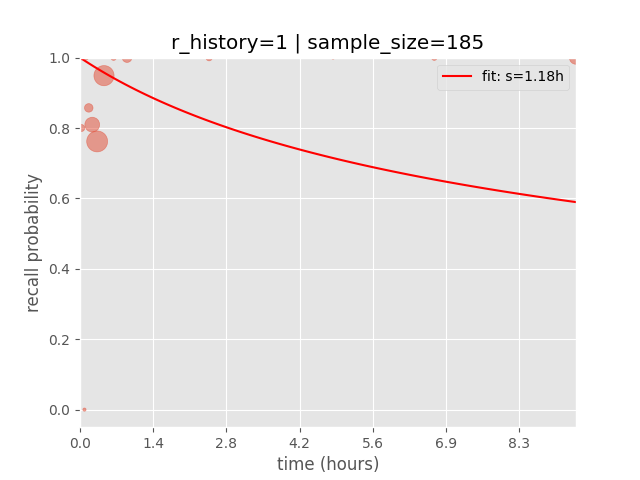 r_history=1 | sample_size=185
fit: s=1.18h
1.0
0.8
0.6
0.4
0.2
0.0
recall probability
0.0 1.4 2.8 4.2 5.6 6.9 8.3
time (hours)